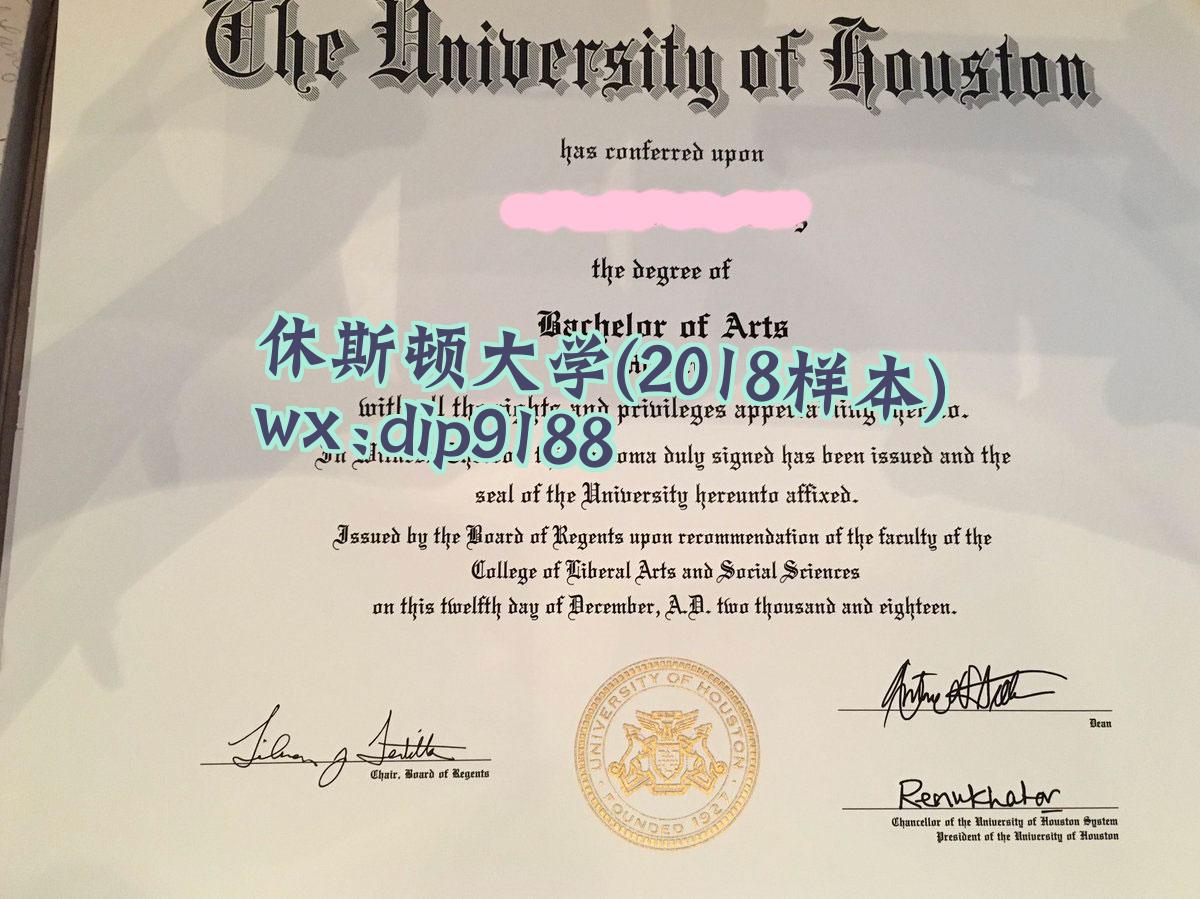 The University of Houston
has conferred upon
the degree of
Bachelor of Arts
休斯顿大学(2018样本)
privileges
wx:dip9188
duly signed has been issued and the
seal of the University hereunto affixed.
Issued by the Board of Regents upon recommendation of the faculty of the
College of Liberal Arts and Social Sciences
on this twelfth day of December, A.D. two thousand and eighteen.
UNIVERSITY OF HOUSTON
FOUNDED 1927
Dean
Chair, Board of Regents
Renu Khator
Chancellor of the University of Houston System
President of the University of Houston